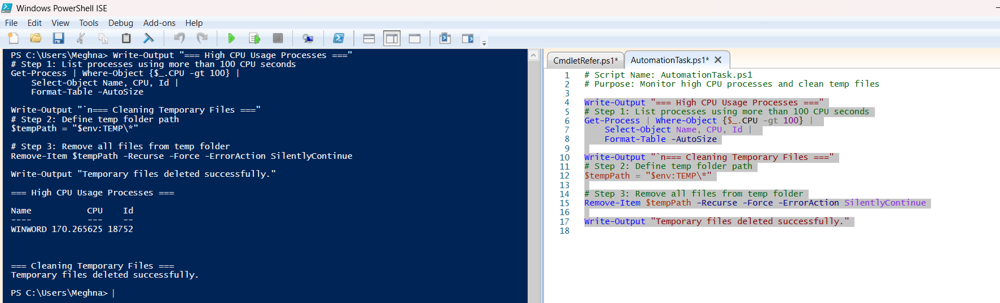 Windows PowerShell ISE
File Edit View Tools Debug Add-ons Help
PS C:\Users\Meghna> Write-Output "=== High CPU Usage Processes ==="
# Step 1: List processes using more than 100 CPU seconds
Get-Process | Where-Object {$_.CPU -gt 100} |
    Select-Object Name, CPU, Id |
    Format-Table -AutoSize

Write-Output "`n=== Cleaning Temporary Files ==="
# Step 2: Define temp folder path
$tempPath = "$env:TEMP\*"

# Step 3: Remove all files from temp folder
Remove-Item $tempPath -Recurse -Force -ErrorAction SilentlyContinue

Write-Output "Temporary files deleted successfully."

=== High CPU Usage Processes ===

Name           CPU    Id
----           ---    --
WINWORD 170.265625 18752

=== Cleaning Temporary Files ===
Temporary files deleted successfully.

PS C:\Users\Meghna>
CmdletRefer.ps1* AutomationTask.ps1* X
1 # Script Name: AutomationTask.ps1
2 # Purpose: Monitor high CPU processes and clean temp files
3
4 Write-Output "=== High CPU Usage Processes ==="
5 # Step 1: List processes using more than 100 CPU seconds
6 Get-Process | Where-Object {$_.CPU -gt 100} |
7     Select-Object Name, CPU, Id |
8     Format-Table -AutoSize
9
10 Write-Output "`n=== Cleaning Temporary Files ==="
11 # Step 2: Define temp folder path
12 $tempPath = "$env:TEMP\*"
13
14 # Step 3: Remove all files from temp folder
15 Remove-Item $tempPath -Recurse -Force -ErrorAction SilentlyContinue
16
17 Write-Output "Temporary files deleted successfully."
18